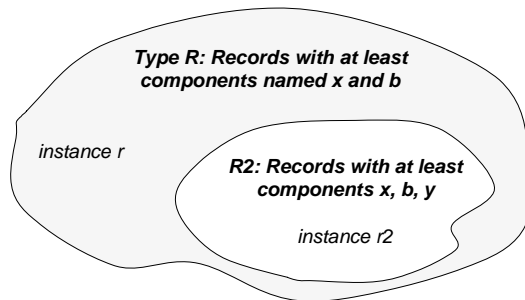 Type R: Records with at least
components named x and b
instance r
R2: Records with at least
components x, b, y
instance r2